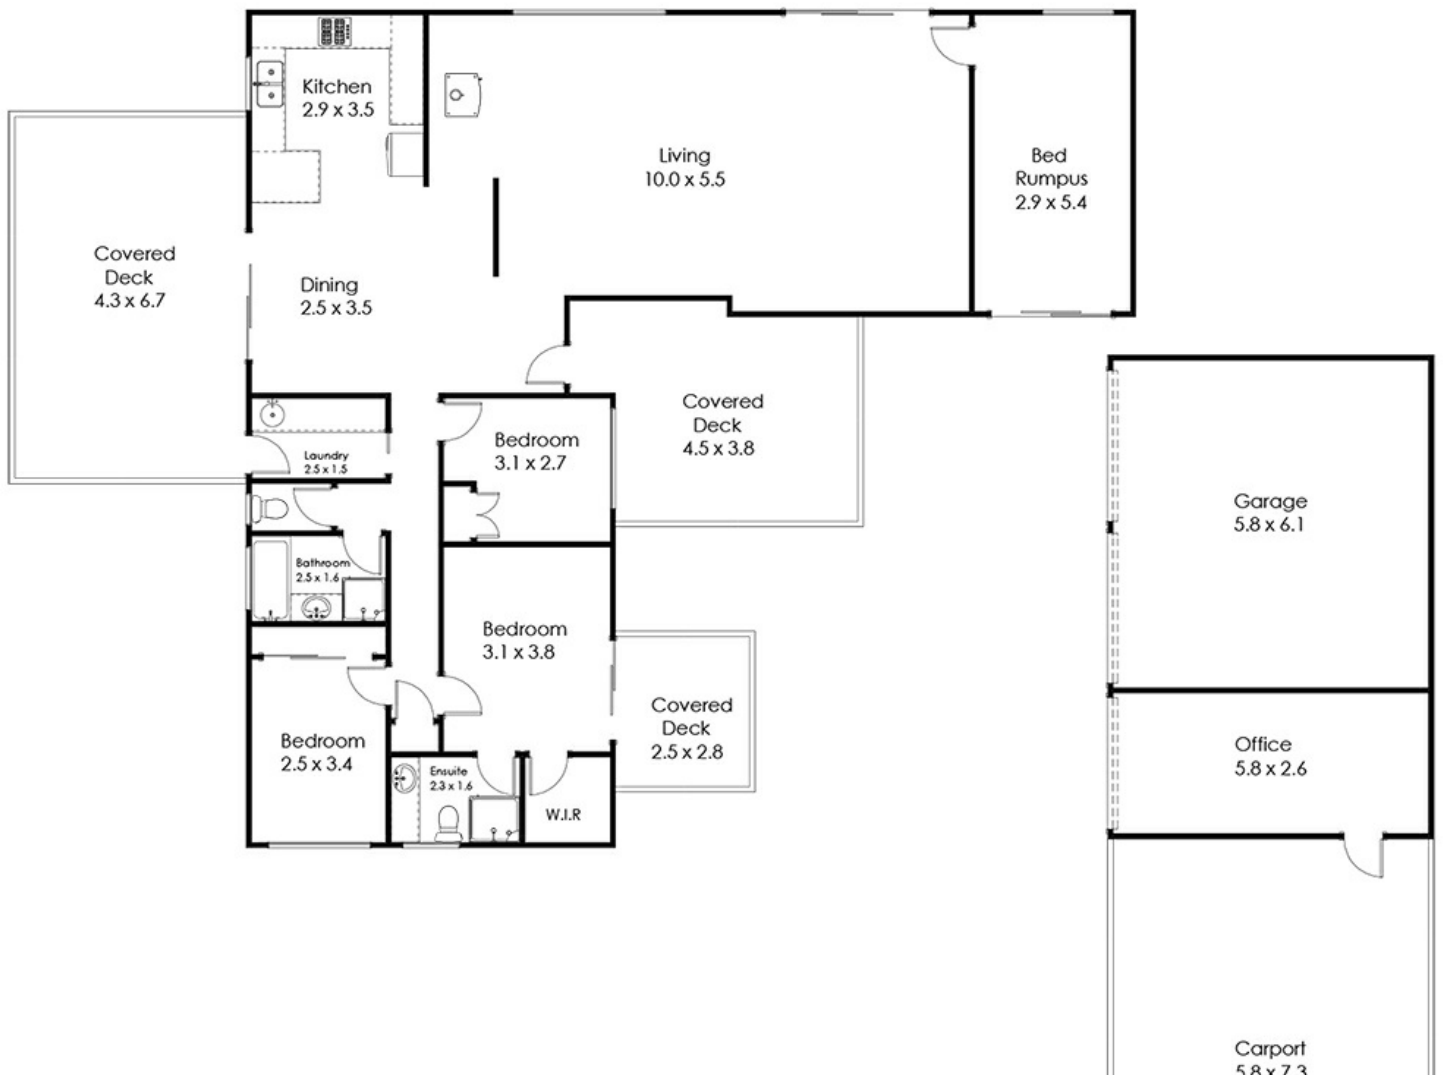 Kitchen
2.9 x 3.5
Living
10.0 x 5.5
Bed
Rumpus
2.9 x 5.4
Covered
Deck
4.3 x 6.7
Dining
2.5 x 3.5
Covered
Deck
4.5 x 3.8
Bedroom
3.1 x 2.7
Laundry
2.5 x 1.5
Garage
5.8 x 6.1
Bathroom
2.5 x 1.6
Bedroom
3.1 x 3.8
Covered
Deck
2.5 x 2.8
Bedroom
2.5 x 3.4
Ensuite
2.3 x 1.6
W.I.R
Office
5.8 x 2.6
Carport
5.8 x 7.3